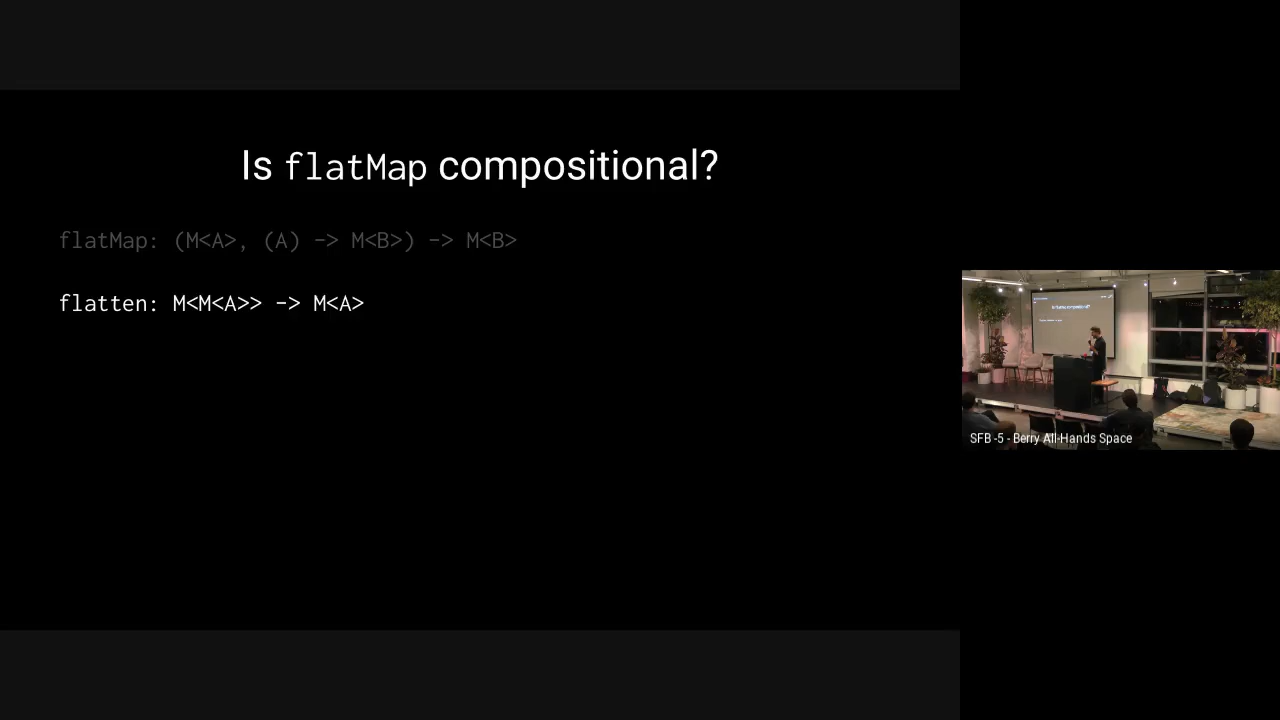 Is flatMap compositional?
flatMap: (M<A>, (A) -> M<B>) -> M<B>
flatten: M<M<A>> -> M<A>
SFB -5 - Berry All-Hands Space